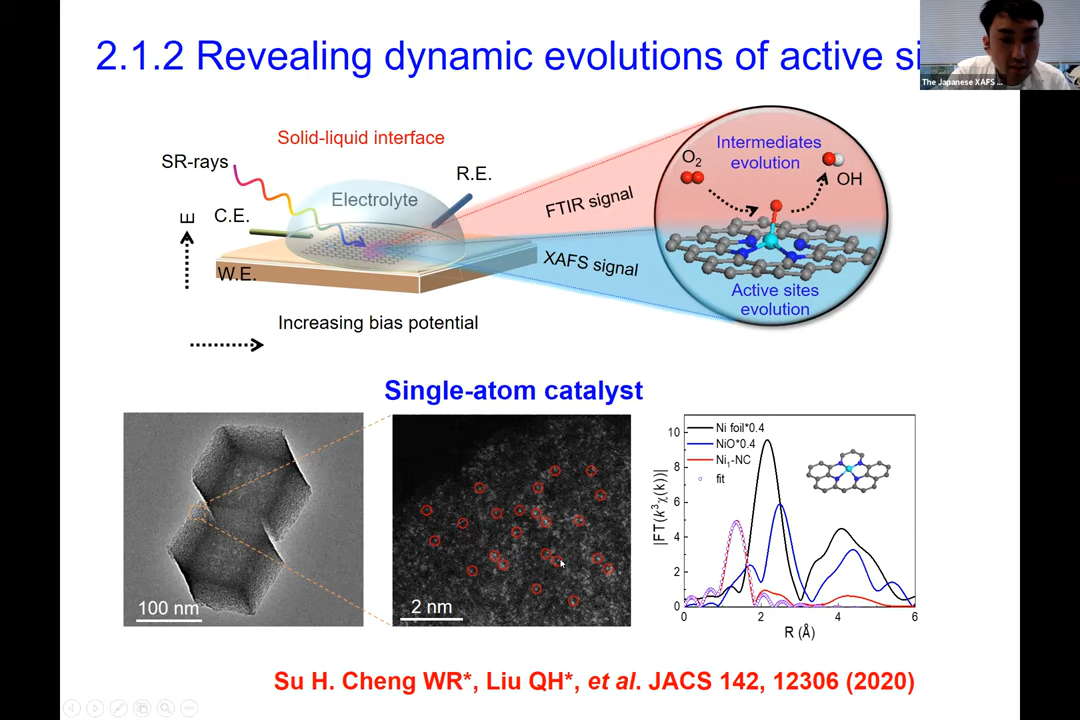 2.1.2 Revealing dynamic evolutions of active si
The Japanese XAFS ...
Solid-liquid interface
SR-rays
R.E.
Electrolyte
C.E.
E
W.E.
Increasing bias potential
FTIR signal
XAFS signal
Intermediates
evolution
O2
OH
Active sites
evolution
Single-atom catalyst
100 nm
2 nm
Ni foil*0.4
NiO*0.4
Ni1-NC
fit
|FT(k3χ(k))|
10
8
6
4
2
0
0 2 4 6
R (Å)
Su H. Cheng WR*, Liu QH*, et al. JACS 142, 12306 (2020)